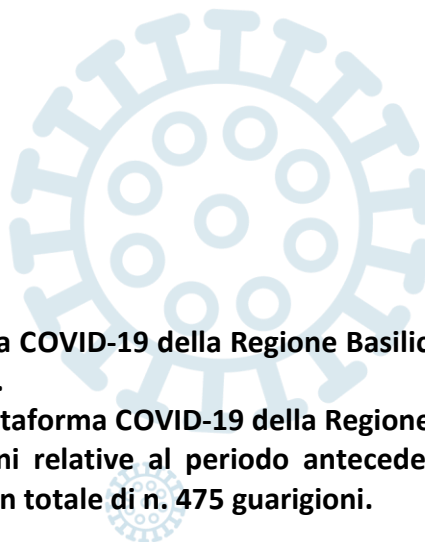 a COVID-19 della Regione Basilic
.
taforma COVID-19 della Regione
ni relative al periodo antecede
n totale di n. 475 guarigioni.